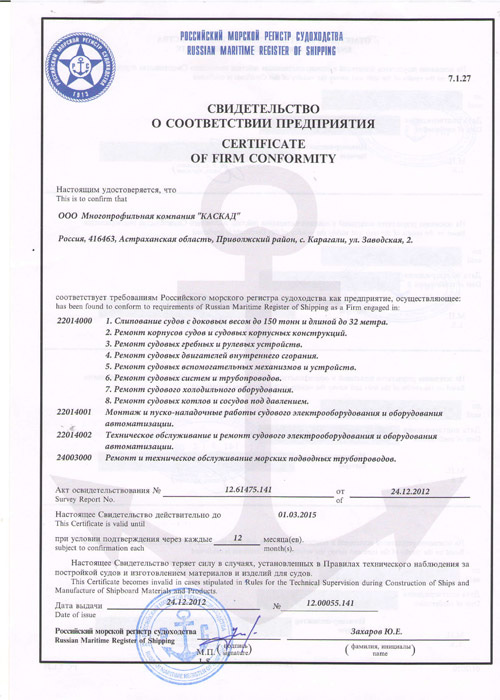 РОССИЙСКИЙ МОРСКОЙ РЕГИСТР СУДОХОДСТВА
RUSSIAN MARITIME REGISTER OF SHIPPING
РОССИЙСКИЙ МОРСКОЙ РЕГИСТР СУДОХОДСТВА
Р С
1913
7.1.27
СВИДЕТЕЛЬСТВО
О СООТВЕТСТВИИ ПРЕДПРИЯТИЯ
CERTIFICATE
OF FIRM CONFORMITY
Настоящим удостоверяется, что
This is to confirm that
ООО Многопрофильная компания "КАСКАД"
Россия, 416463, Астраханская область, Приволжский район, с. Карагали, ул. Заводская, 2.
соответствует требованиям Российского морского регистра судоходства как предприятие, осуществляющее:
has been found to conform to requirements of Russian Maritime Register of Shipping as a Firm engaged in:
22014000 1. Слипование судов с доковым весом до 150 тонн и длиной до 32 метра.
2. Ремонт корпусов судов и судовых корпусных конструкций.
3. Ремонт судовых гребных и рулевых устройств.
4. Ремонт судовых двигателей внутреннего сгорания.
5. Ремонт судовых вспомогательных механизмов и устройств.
6. Ремонт судовых систем и трубопроводов.
7. Ремонт судового холодильного оборудования.
8. Ремонт судовых котлов и сосудов под давлением.
22014001 Монтаж и пуско-наладочные работы судового электрооборудования и оборудования
автоматизации.
22014002 Техническое обслуживание и ремонт судового электрооборудования и оборудования
автоматизации.
24003000 Ремонт и техническое обслуживание морских подводных трубопроводов.
Акт освидетельствования № 12.61475.141 от 24.12.2012
Survey Report No. of
Настоящее Свидетельство действительно до 01.03.2015
This Certificate is valid until
при условии подтверждения через каждые 12 месяца(ев).
subject to confirmation each month(s).
Настоящее Свидетельство теряет силу в случаях, установленных в Правилах технического наблюдения за
постройкой судов и изготовлением материалов и изделий для судов.
This Certificate becomes invalid in cases stipulated in Rules for the Technical Supervision during Construction of Ships and
Manufacture of Shipboard Materials and Products.
Дата выдачи 24.12.2012 № 12.00055.141
Date of issue
Российский морской регистр судоходства Захаров Ю.Е.
Russian Maritime Register of Shipping
М.П. (подпись) (фамилия, инициалы)
L.S. signature name